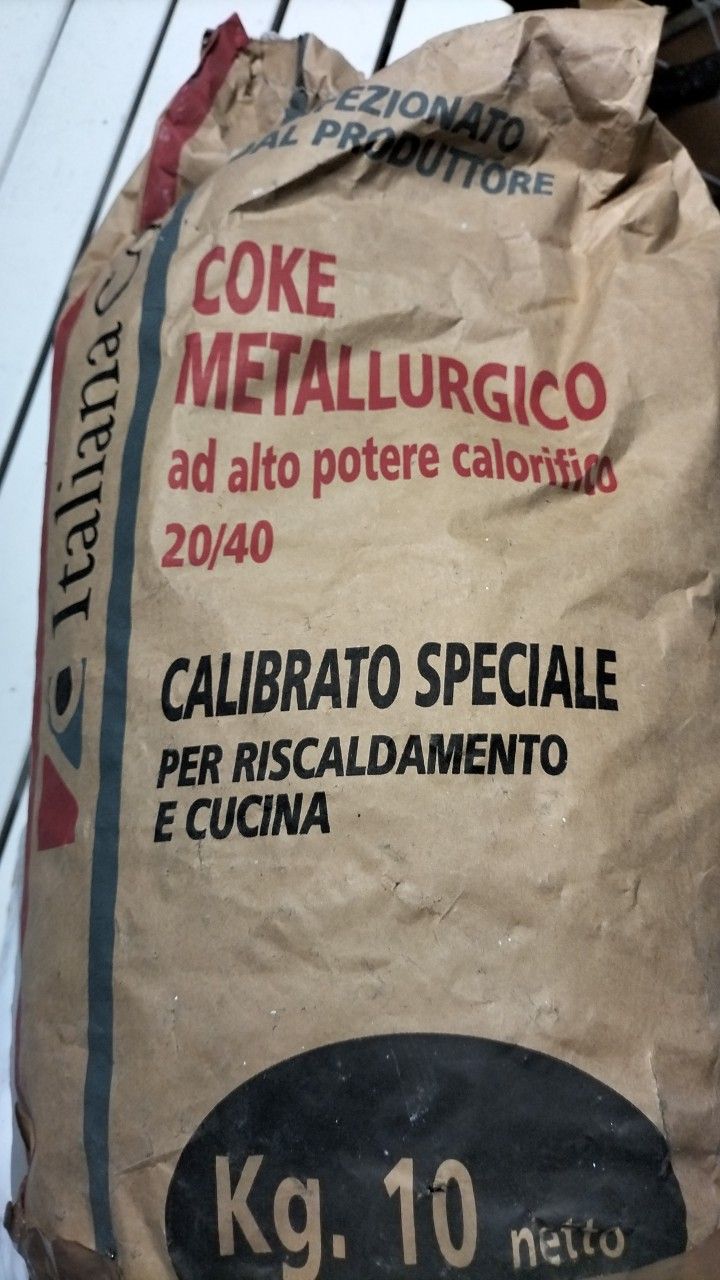 DAL PRODUTTORE
COKE
METALLURGICO
ad alto potere calorifico
20/40
CALIBRATO SPECIALE
PER RISCALDAMENTO
E CUCINA
Kg. 10 netto
Italiana